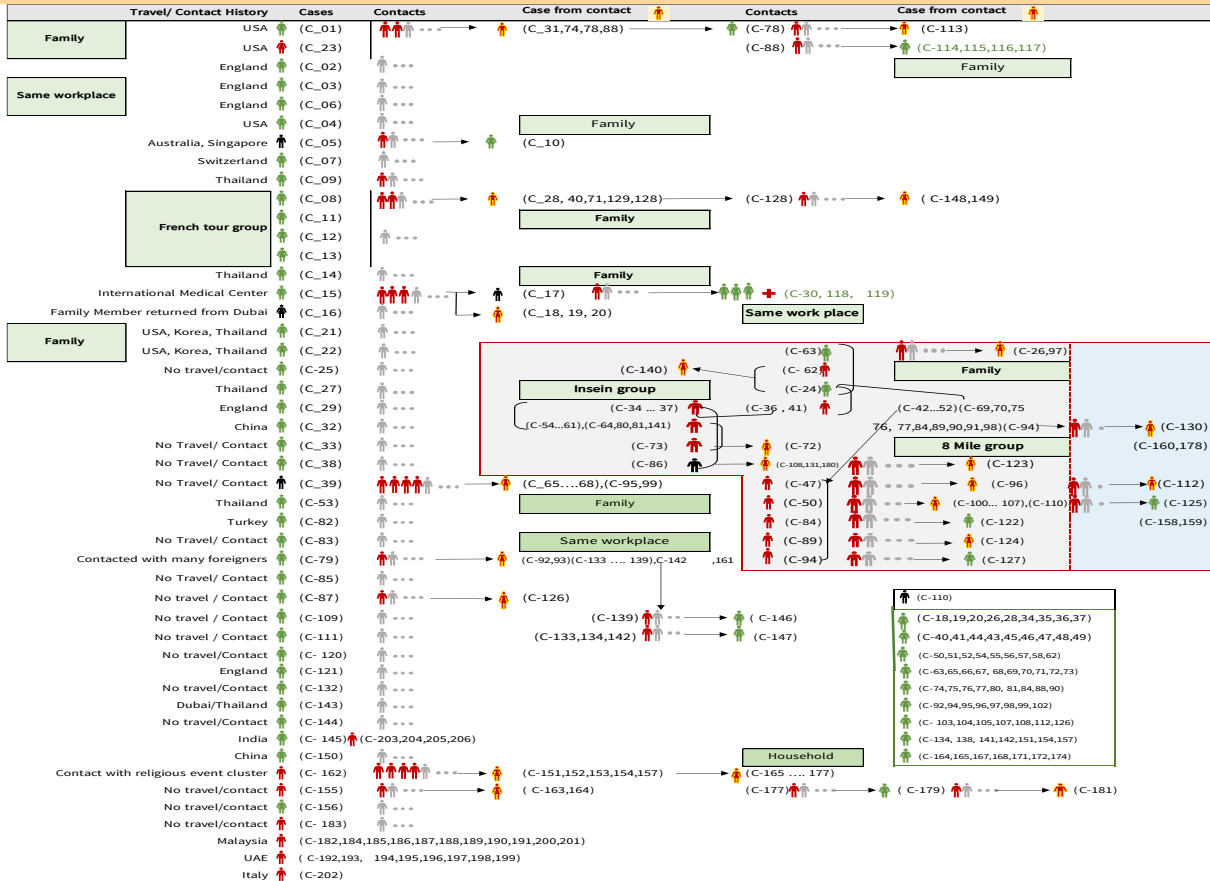 Travel/ Contact History Cases Contacts Case from contact Contacts Case from contact
Family
USA (C_01) (C_31,74,78,88) (C-78) (C-113)
USA (C_23) (C-88) (C-114,115,116,117)
England (C_02) Family
Same workplace
England (C_03)
England (C_06)
USA (C_04) Family
Australia, Singapore (C_05) (C_10)
Switzerland (C_07)
Thailand (C_09)
French tour group
(C_08) (C_28, 40,71,129,128) (C-128) ( C-148,149)
(C_11) Family
(C_12)
(C_13)
Thailand (C_14) Family
International Medical Center (C_15) (C_17) (C-30, 118, 119)
Family Member returned from Dubai (C_16) (C_18, 19, 20) Same work place
Family
USA, Korea, Thailand (C_21)
USA, Korea, Thailand (C_22) (C-63) (C-26,97)
No travel/contact (C-25) (C-140) (C- 62) Family
Thailand (C_27) Insein group (C-24)
England (C_29) (C-34 ... 37) (C-36 , 41) (C-42...52)(C-69,70,75
China (C_32) (C-54...61),(C-64,80,81,141) 76, 77,84,89,90,91,98)(C-94) (C-130)
No Travel/ Contact (C_33) (C-73) (C-72) 8 Mile group (C-160,178)
No Travel/ Contact (C_38) (C-86) (C-108,131,180) (C-123)
No Travel/ Contact (C_39) (C_65....68),(C-95,99) (C-47) (C-96) (C-112)
Thailand (C-53) Family (C-50) (C-100... 107),(C-110) (C-125)
Turkey (C-82) (C-84) (C-122) (C-158,159)
No Travel/ Contact (C-83) Same workplace (C-89) (C-124)
Contacted with many foreigners (C-79) (C-92,93)(C-133 .... 139),C-142 ,161 (C-94) (C-127)
No Travel/ Contact (C-85)
No travel / Contact (C-87) (C-126) (C-110)
No travel / Contact (C-109) (C-139) ( C-146) (C-18,19,20,26,28,34,35,36,37)
No travel / Contact (C-111) (C-133,134,142) (C-147) (C-40,41,44,43,45,46,47,48,49)
No travel/Contact (C- 120) (C-50,51,52,54,55,56,57,58,62)
England (C-121) (C-63,65,66,67, 68,69,70,71,72,73)
No travel/Contact (C-132) (C-74,75,76,77,80, 81,84,88,90)
Dubai/Thailand (C-143) (C-92,94,95,96,97,98,99,102)
No travel/Contact (C-144) (C- 103,104,105,107,108,112,126)
India (C- 145) (C-203,204,205,206) (C-134, 138, 141,142,151,154,157)
China (C-150) Household (C-164,165,167,168,171,172,174)
Contact with religious event cluster (C- 162) (C-151,152,153,154,157) (C-165 .... 177)
No travel/contact (C-155) ( C-163,164) (C-177) ( C-179) (C-181)
No travel/contact (C-156)
No travel/contact (C- 183)
Malaysia (C-182,184,185,186,187,188,189,190,191,200,201)
UAE ( C-192,193, 194,195,196,197,198,199)
Italy (C-202)